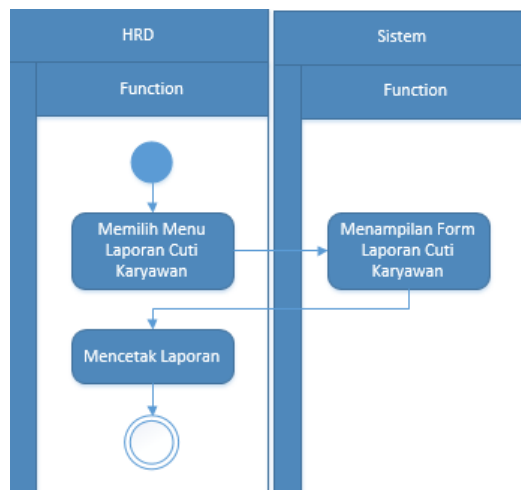 HRD
Sistem
Function
Function
Memilih Menu
Laporan Cuti
Karyawan
Menampilan Form
Laporan Cuti
Karyawan
Mencetak Laporan